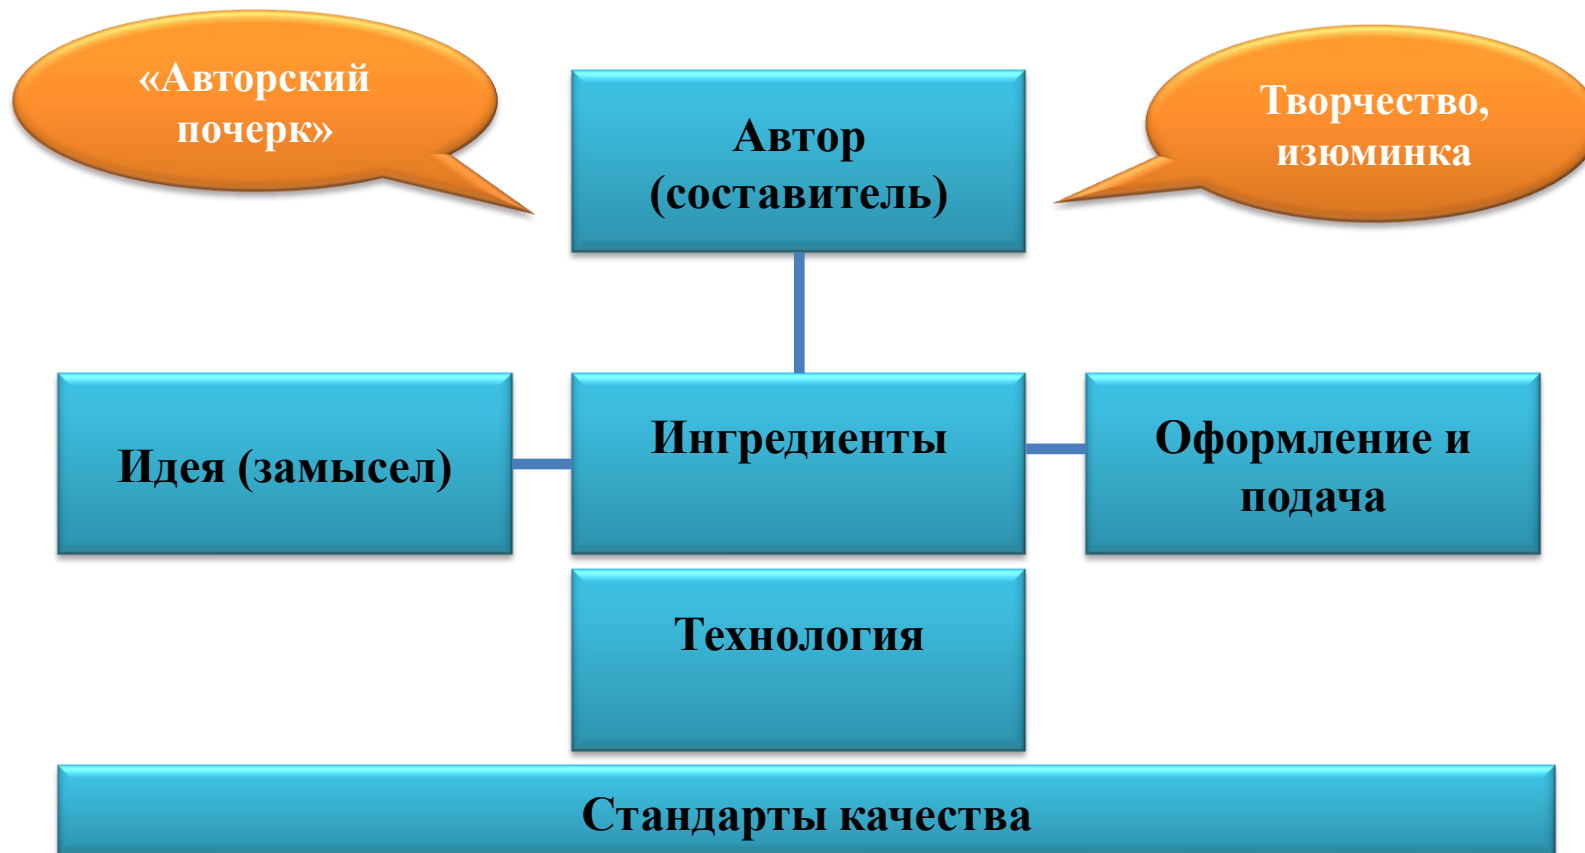 «Авторский
почерк»
Автор
(составитель)
Творчество,
изюминка
Идея (замысел)
Ингредиенты
Оформление и
подача
Технология
Стандарты качества